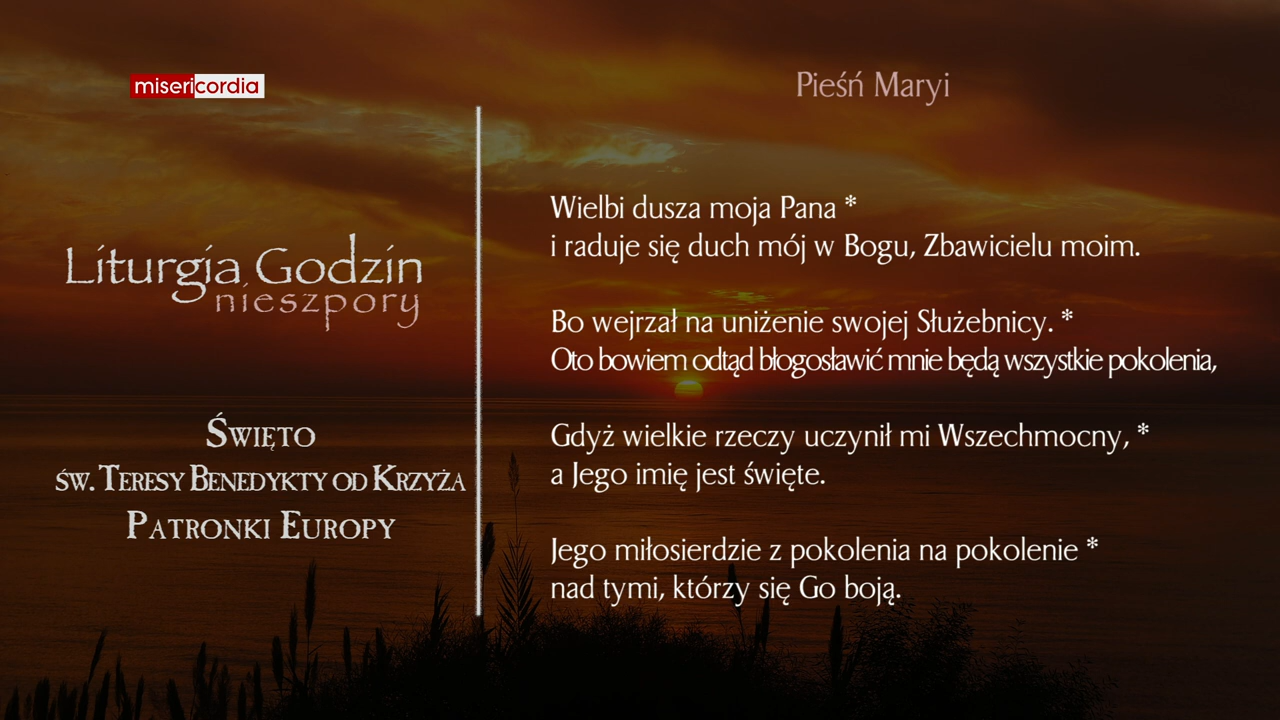 misericordia
Liturgia Godzin
nieszpory
Święto
św. Teresy Benedykty od Krzyża
Patronki Europy
Pieśń Maryi
Wielbi dusza moja Pana *
i raduje się duch mój w Bogu, Zbawicielu moim.
Bo wejrzał na uniżenie swojej Służebnicy. *
Oto bowiem odtąd błogosławić mnie będą wszystkie pokolenia,
Gdyż wielkie rzeczy uczynił mi Wszechmocny, *
a Jego imię jest święte.
Jego miłosierdzie z pokolenia na pokolenie *
nad tymi, którzy się Go boją.